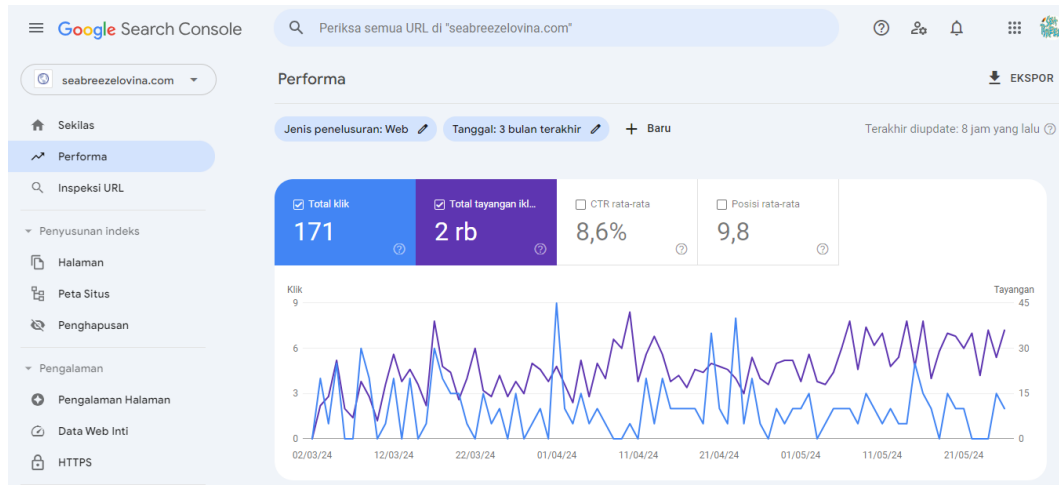 Google Search Console
Periksa semua URL di "seabreezelovina.com"
seabreezelovina.com
Performa
EKSPOR
Jenis penelusuran: Web
Tanggal: 3 bulan terakhir
+ Baru
Terakhir diupdate: 8 jam yang lalu
Sekilas
Performa
Inspeksi URL
Penyusunan indeks
Halaman
Peta Situs
Penghapusan
Pengalaman
Pengalaman Halaman
Data Web Inti
HTTPS
Total klik
171
Total tayangan ikl...
2 rb
CTR rata-rata
8,6%
Posisi rata-rata
9,8
Klik
Tayangan
9
45
6
30
3
15
0
0
02/03/24 12/03/24 22/03/24 01/04/24 11/04/24 21/04/24 01/05/24 11/05/24 21/05/24